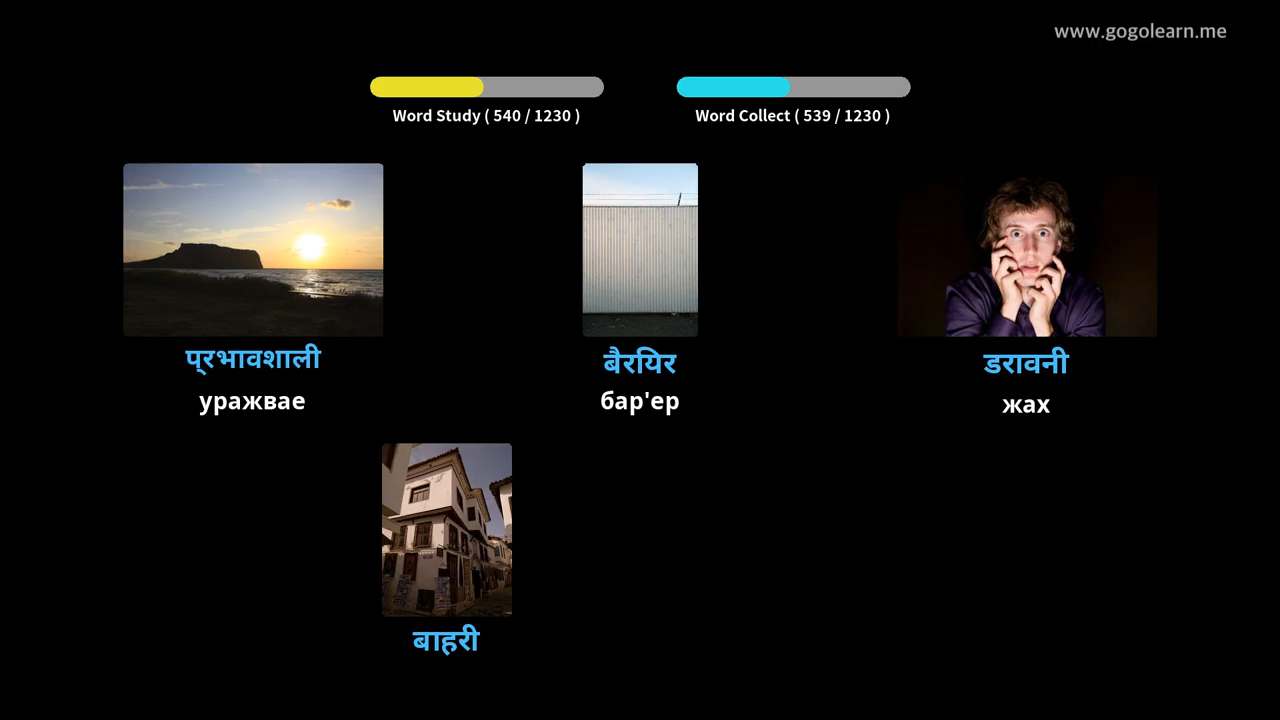 www.gogolearn.me
Word Study ( 540 / 1230 )
Word Collect ( 539 / 1230 )
प्रभावशाली
बैरयिर
डरावनी
уражвае
бар'ер
жах
बाहरी